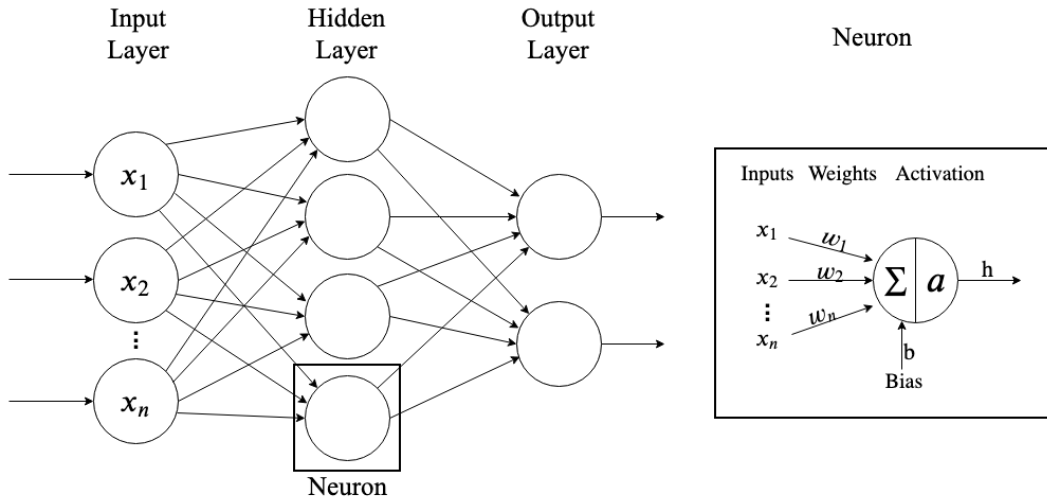 Input
Layer
Hidden
Layer
Output
Layer
Neuron
x1
x2
⋮
xn
Neuron
Inputs Weights Activation
x1
w1
x2
w2
⋮
xn
wn
Σ a
h
b
Bias